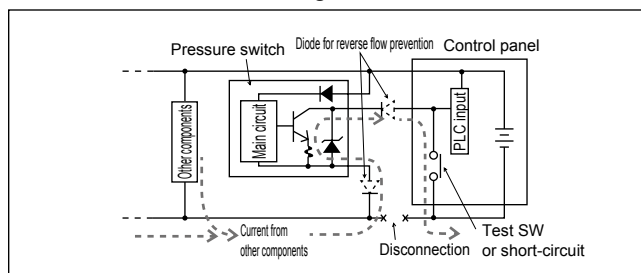 Diode for reverse flow prevention
Pressure switch
Control panel
Other components
Main circuit
PLC input
Current from
other components
Disconnection
Test SW
or short-circuit